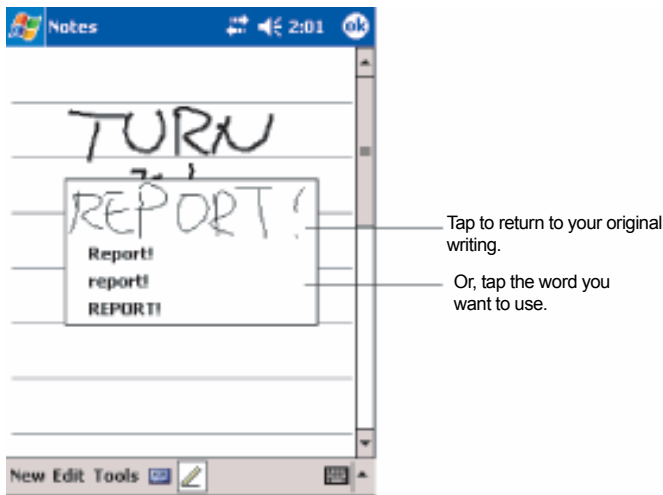 Notes 2:01 ok
TURN
REPORT!
Tap to return to your original
writing.
Report!
Or, tap the word you
report!
want to use.
REPORT!
New Edit Tools